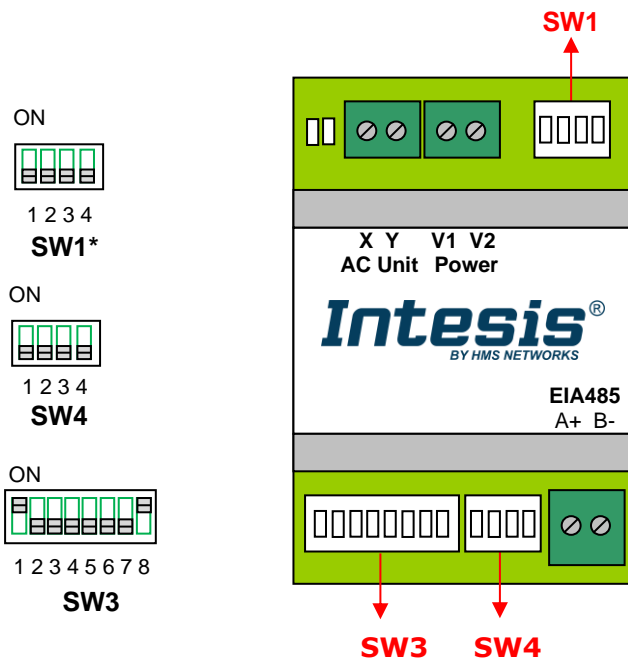 SW1
ON
1 2 3 4
SW1*
ON
1 2 3 4
SW4
ON
1 2 3 4 5 6 7 8
SW3
X Y V1 V2
AC Unit Power
Intesis®
BY HMS NETWORKS
EIA485
A+ B-
SW3 SW4